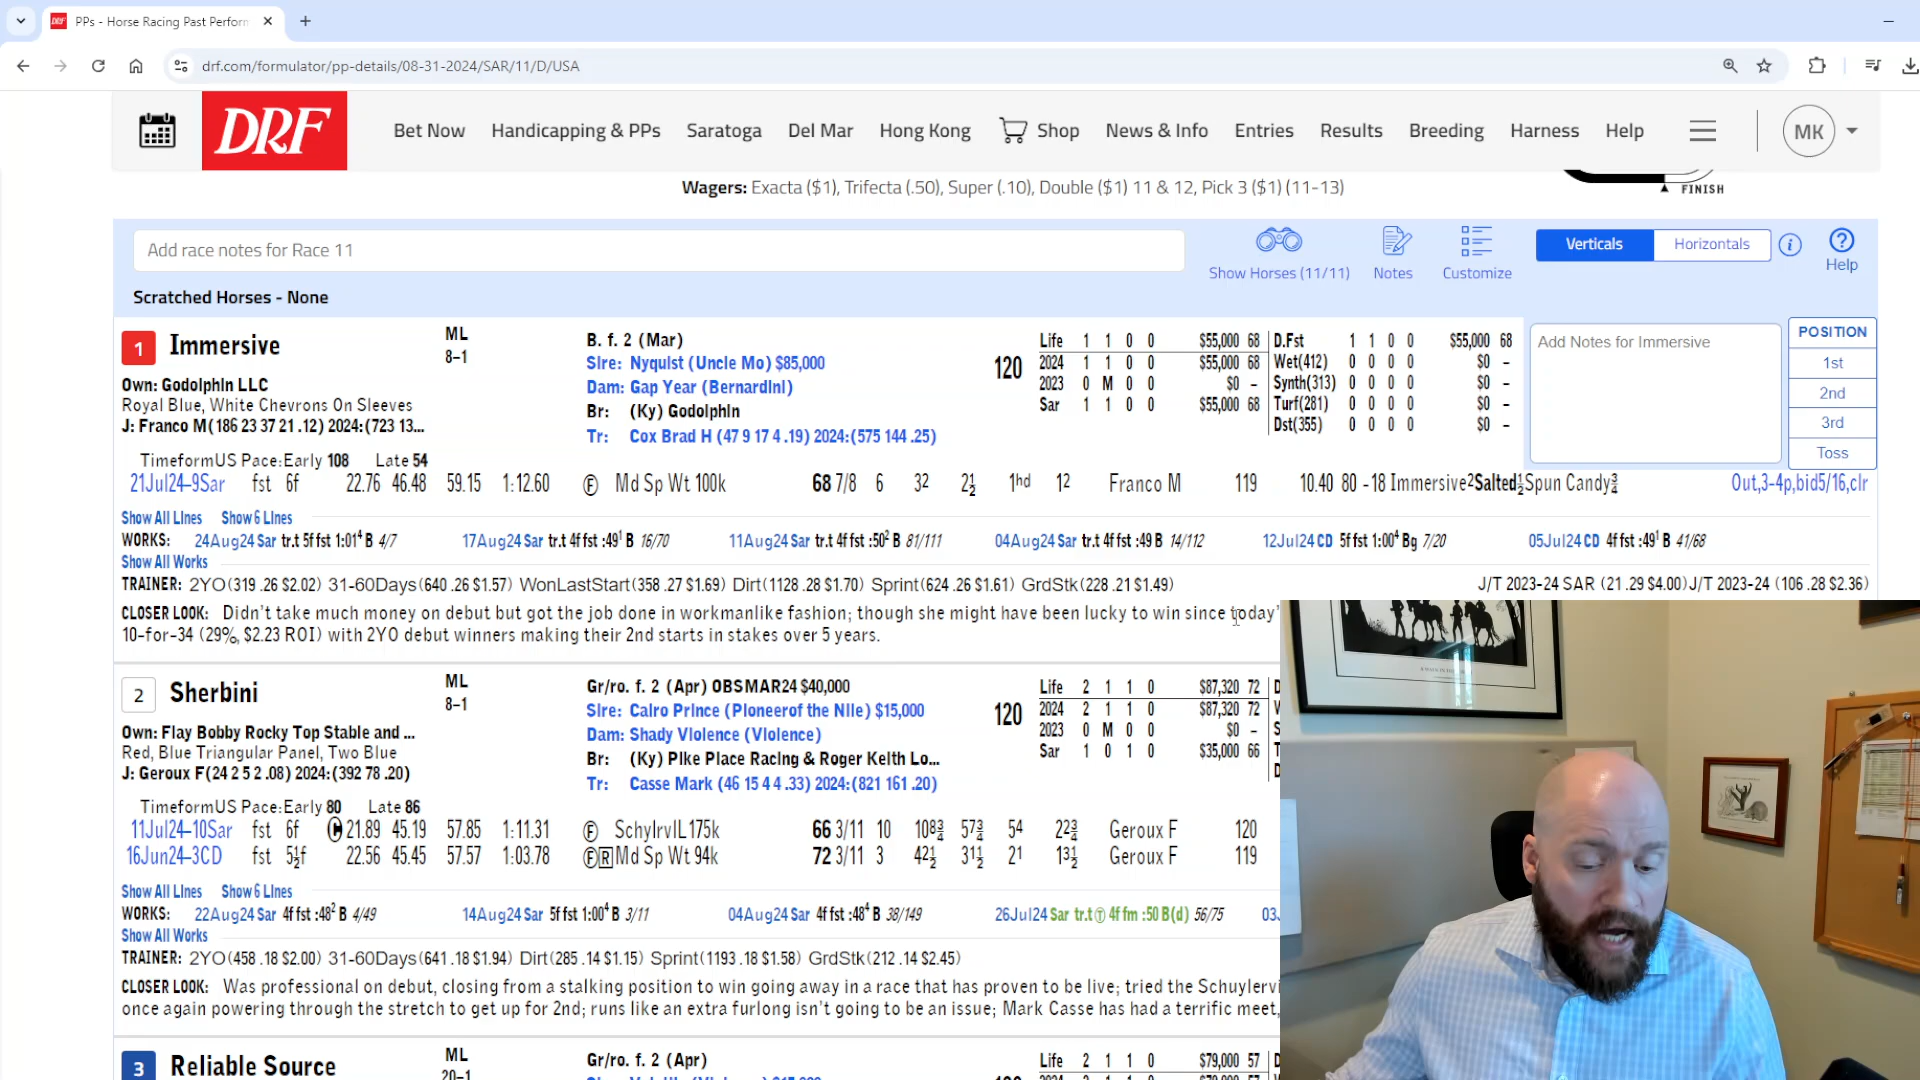 DRF PPs - Horse Racing Past Perform
drf.com/formulator/pp-details/08-31-2024/SAR/11/D/USA
DRF
Bet Now Handicapping & PPs Saratoga Del Mar Hong Kong Shop News & Info Entries Results Breeding Harness Help MK
Wagers: Exacta ($1), Trifecta (.50), Super (.10), Double ($1) 11 & 12, Pick 3 ($1) (11-13)
FINISH
Add race notes for Race 11
Show Horses (11/11) Notes Customize Verticals Horizontals i Help
Scratched Horses - None
1 Immersive ML 8-1
Own: Godolphin LLC
Royal Blue, White Chevrons On Sleeves
J: Franco M(186 23 37 21 .12) 2024:(723 13...
B. f. 2 (Mar)
Sire: Nyquist (Uncle Mo) $85,000
Dam: Gap Year (Bernardini)
Br: (Ky) Godolphin
Tr: Cox Brad H (47 9 17 4 .19) 2024:(575 144 .25)
120
Life 1 1 0 0 $55,000 68
2024 1 1 0 0 $55,000 68
2023 0 M 0 0 $0 -
Sar 1 1 0 0 $55,000 68
D.Fst 1 1 0 0 $55,000 68
Wet(412) 0 0 0 0 $0 -
Synth(313) 0 0 0 0 $0 -
Turf(281) 0 0 0 0 $0 -
Dst(355) 0 0 0 0 $0 -
Add Notes for Immersive
POSITION
1st
2nd
3rd
Toss
TimeformUS Pace:Early 108 Late 54
21Jul24-9Sar fst 6f 22.76 46.48 59.15 1:12.60 Ⓕ Md Sp Wt 100k 68 7/8 6 3² 2½ 1hd 1² Franco M 119 10.40 80 -18 Immersive²Salted½Spun Candy¾ Out,3-4p,bid5/16,clr
Show All Lines Show 6 Lines
WORKS: 24Aug24 Sar tr.t 5f fst 1:01⁴ B 4/7 17Aug24 Sar tr.t 4f fst :49¹ B 16/70 11Aug24 Sar tr.t 4f fst :50² B 81/111 04Aug24 Sar tr.t 4f fst :49 B 14/112 12Jul24 CD 5f fst 1:00⁴ Bg 7/20 05Jul24 CD 4f fst :49¹ B 41/68
Show All Works
TRAINER: 2YO(319 .26 $2.02) 31-60Days(640 .26 $1.57) WonLastStart(358 .27 $1.69) Dirt(1128 .28 $1.70) Sprint(624 .26 $1.61) GrdStk(228 .21 $1.49) J/T 2023-24 SAR (21 .29 $4.00) J/T 2023-24 (106 .28 $2.36)
CLOSER LOOK: Didn't take much money on debut but got the job done in workmanlike fashion; though she might have been lucky to win since today'
10-for-34 (29%, $2.23 ROI) with 2YO debut winners making their 2nd starts in stakes over 5 years.
2 Sherbini ML 8-1
Own: Flay Bobby Rocky Top Stable and ...
Red, Blue Triangular Panel, Two Blue
J: Geroux F(24 2 5 2 .08) 2024:(392 78 .20)
Gr/ro. f. 2 (Apr) OBSMAR24 $40,000
Sire: Cairo Prince (Pioneerof the Nile) $15,000
Dam: Shady Violence (Violence)
Br: (Ky) Pike Place Racing & Roger Keith Lo...
Tr: Casse Mark (46 15 4 4 .33) 2024:(821 161 .20)
120
Life 2 1 1 0 $87,320 72
2024 2 1 1 0 $87,320 72
2023 0 M 0 0 $0 -
Sar 1 0 1 0 $35,000 66
TimeformUS Pace:Early 80 Late 86
11Jul24-10Sar fst 6f C 21.89 45.19 57.85 1:11.31 Ⓕ SchylrvlL175k 66 3/11 10 10⁸¾ 5⁷¾ 5⁴ 2²¾ Geroux F 120
16Jun24-3CD fst 5½f 22.56 45.45 57.57 1:03.78 ⒻR Md Sp Wt 94k 72 3/11 3 4²½ 3¹½ 2¹ 1³½ Geroux F 119
Show All Lines Show 6 Lines
WORKS: 22Aug24 Sar 4f fst :48² B 4/49 14Aug24 Sar 5f fst 1:00⁴ B 3/11 04Aug24 Sar 4f fst :48⁴ B 38/149 26Jul24 Sar tr.t Ⓣ 4f fm :50 B(d) 56/75 03J
Show All Works
TRAINER: 2YO(458 .18 $2.00) 31-60Days(641 .18 $1.94) Dirt(285 .14 $1.15) Sprint(1193 .18 $1.58) GrdStk(212 .14 $2.45)
CLOSER LOOK: Was professional on debut, closing from a stalking position to win going away in a race that has proven to be live; tried the Schuylervi
once again powering through the stretch to get up for 2nd; runs like an extra furlong isn't going to be an issue; Mark Casse has had a terrific meet,
3 Reliable Source ML 20-1
Gr/ro. f. 2 (Apr)
Life 2 1 1 0 $79,000 57